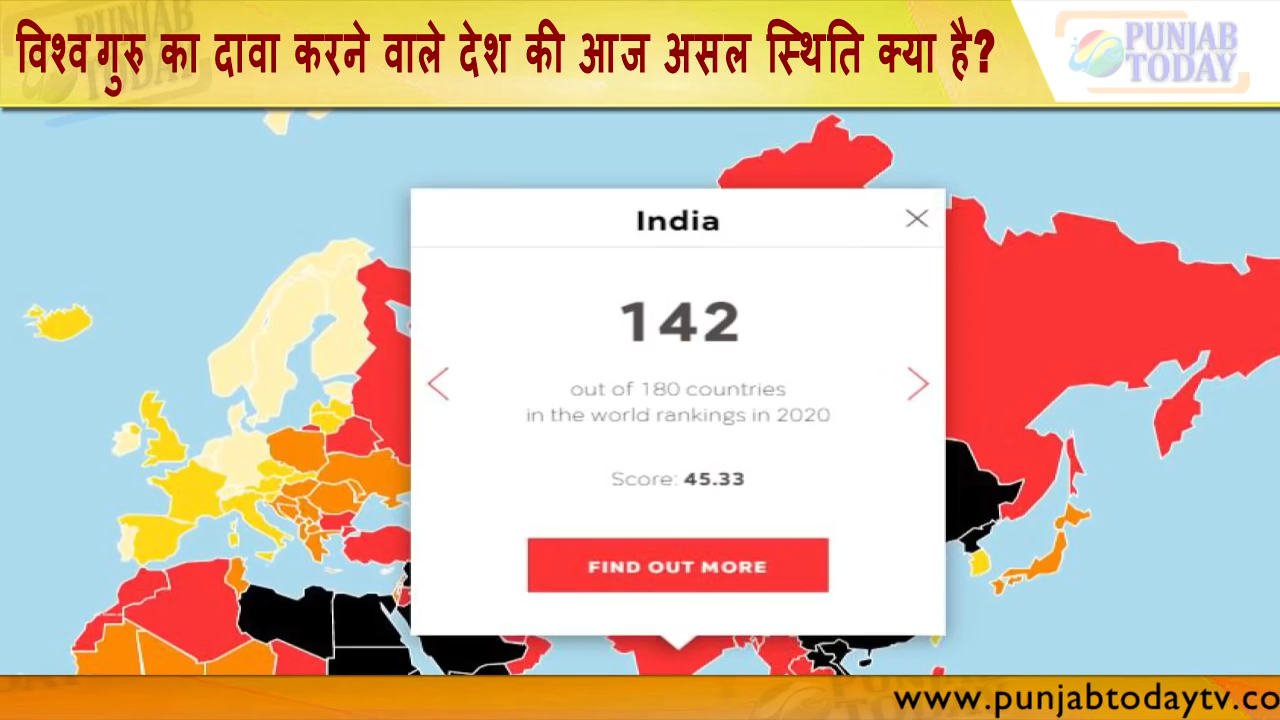 विश्वगुरु का दावा करने वाले देश की आज असल स्थिति क्या है?
PUNJAB
TODAY
India
142
out of 180 countries
in the world rankings in 2020
Score: 45.33
FIND OUT MORE
www.punjabtodaytv.co